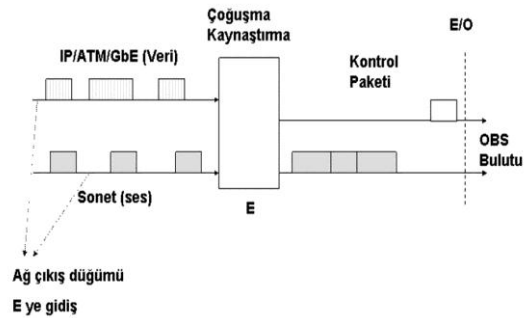 Çoğuşma
Kaynaştırma
E/O
IP/ATM/GbE (Veri)
Kontrol
Paketi
OBS
Bulutu
Sonet (ses)
E
Ağ çıkış düğümü
E ye gidiş